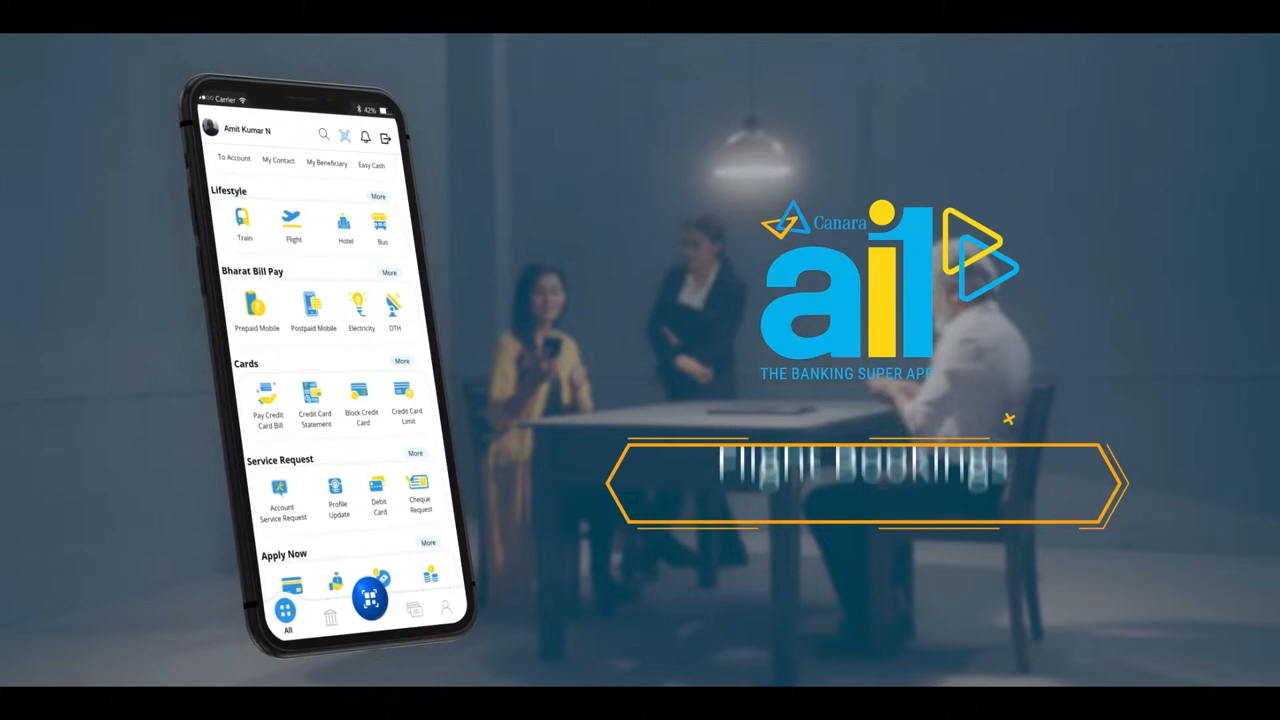 Carrier 42%
Amit Kumar N
To Account My Contact My Beneficiary Easy Cash
Lifestyle More
Train Flight Hotel Bus
Bharat Bill Pay More
Prepaid Mobile Postpaid Mobile Electricity DTH
Cards More
Pay Credit Card Bill Credit Card Statement Block Credit Card Credit Card Limit
Service Request More
Account Service Request Profile Update Debit Card Cheque Request
Apply Now More
All
Canara
ai1
THE BANKING SUPER APP
Flight Bookings